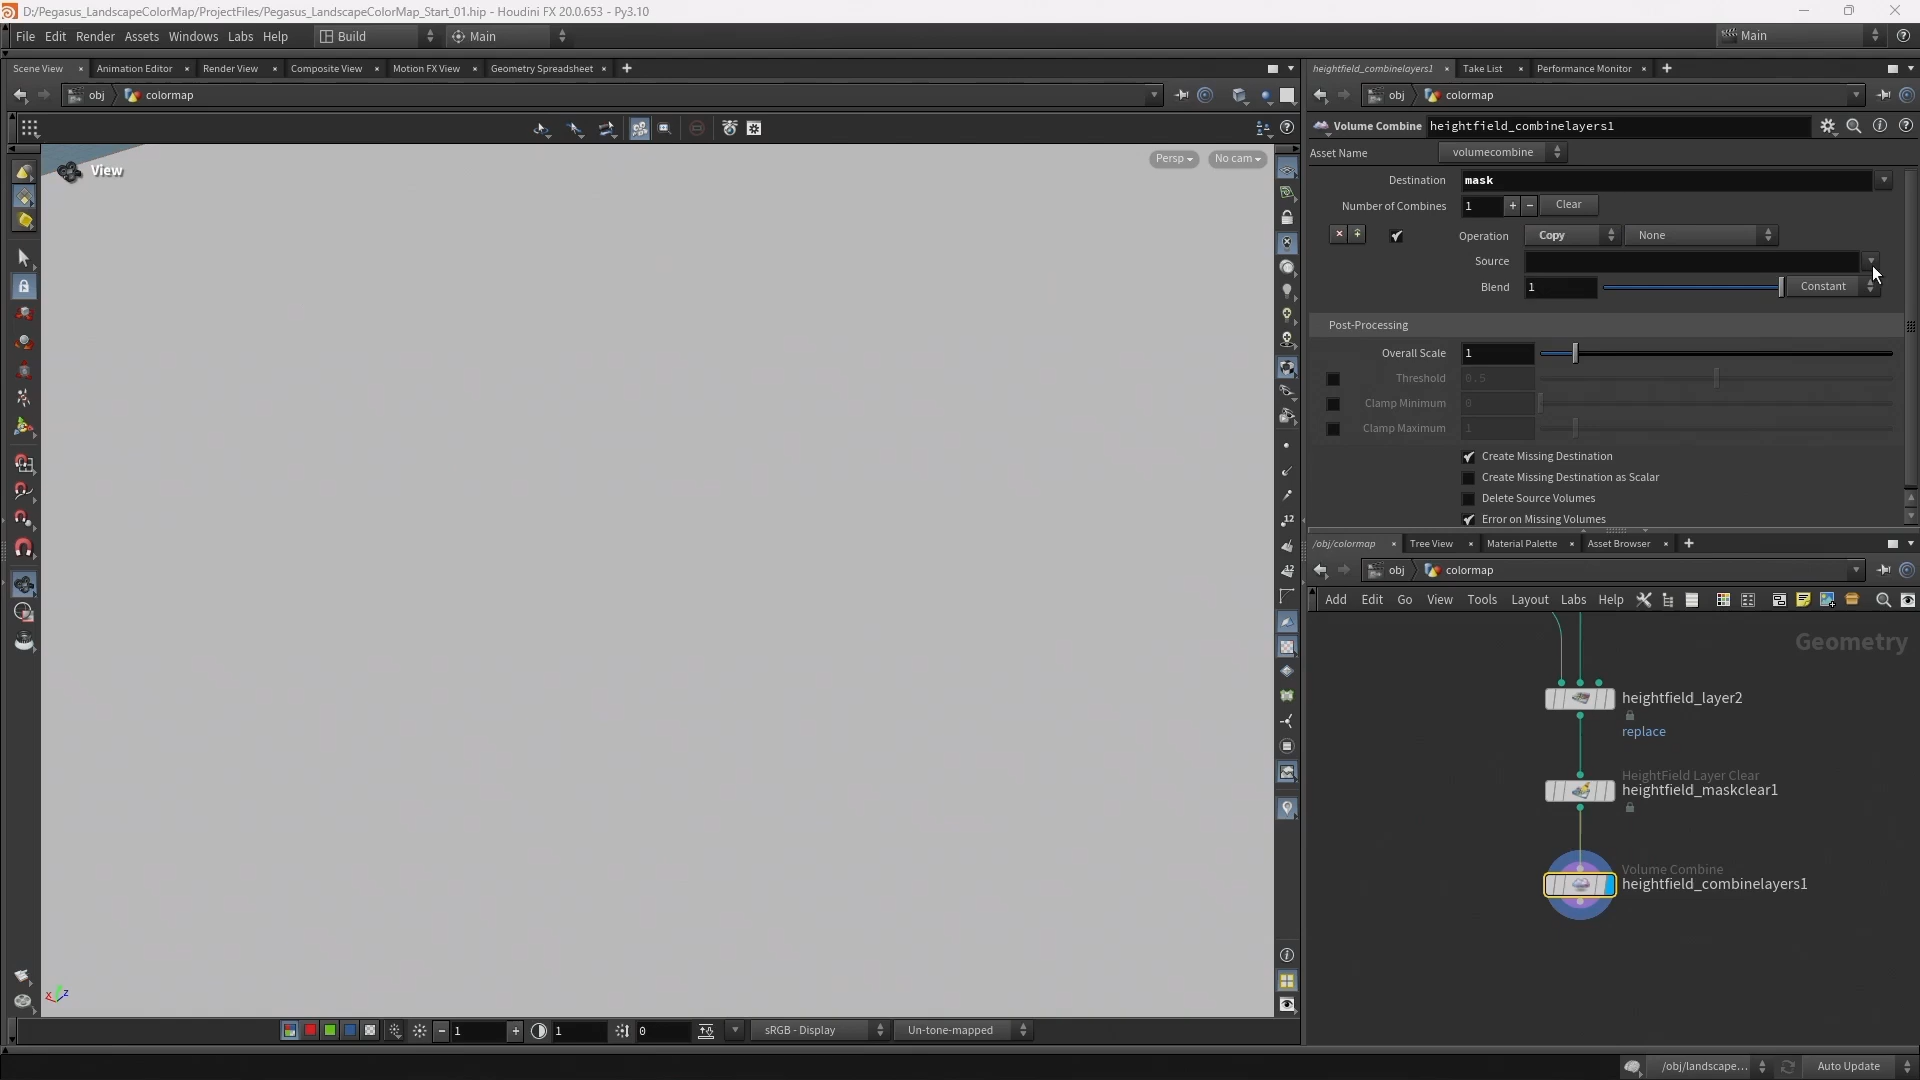 D:/Pegasus_LandscapeColorMap/ProjectFiles/Pegasus_LandscapeColorMap_Start_01.hip - Houdini FX 20.0.653 - Py3.10
File Edit Render Assets Windows Labs Help Build Main Main
Scene View Animation Editor Render View Composite View Motion FX View Geometry Spreadsheet
obj colormap
View
Persp No cam
heightfield_combinelayers1 Take List Performance Monitor
obj colormap
Volume Combine heightfield_combinelayers1
Asset Name volumecombine
Destination mask
Number of Combines 1 + - Clear
Operation Copy None
Source
Blend 1 Constant
Post-Processing
Overall Scale 1
Threshold 0.5
Clamp Minimum 0
Clamp Maximum 1
Create Missing Destination
Create Missing Destination as Scalar
Delete Source Volumes
Error on Missing Volumes
/obj/colormap Tree View Material Palette Asset Browser
obj colormap
Add Edit Go View Tools Layout Labs Help
Geometry
heightfield_layer2
replace
HeightField Layer Clear
heightfield_maskclear1
Volume Combine
heightfield_combinelayers1
12
12
x z
1 1 0 sRGB - Display Un-tone-mapped
/obj/landscape... Auto Update